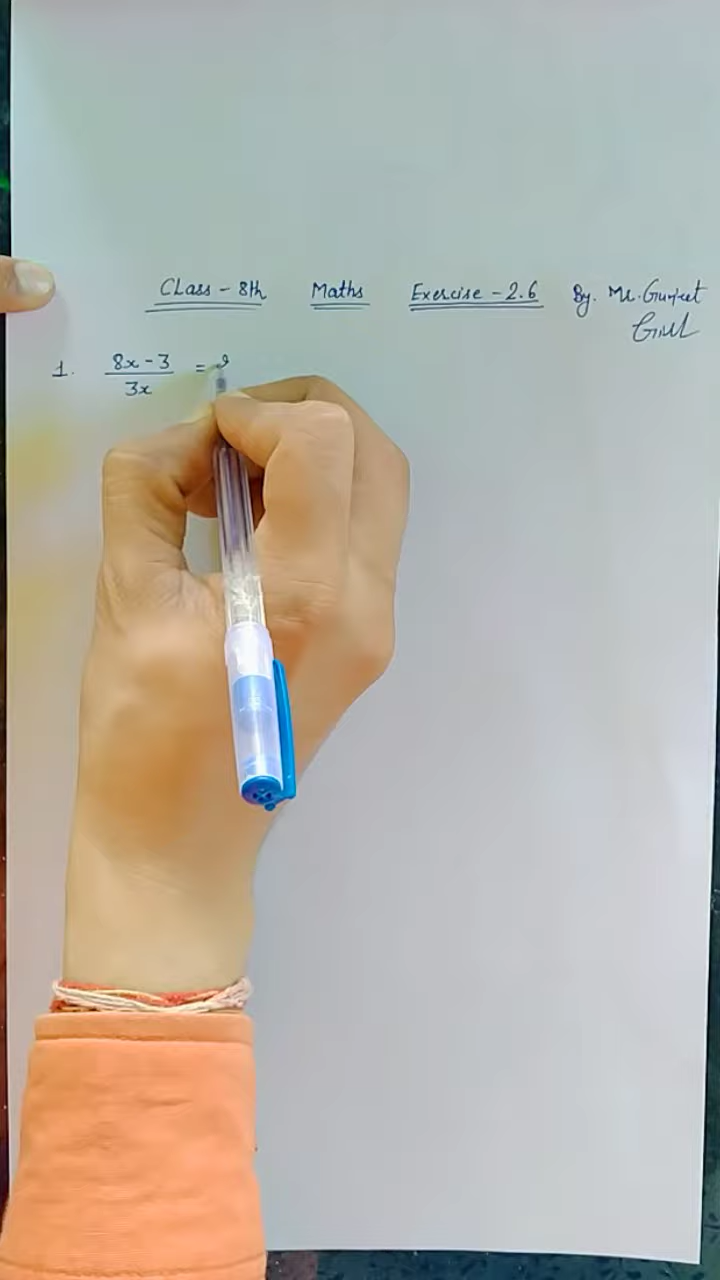 Class - 8th Maths Exercise - 2.6 By. Mr. Gurjeet
Gill
1. 8x - 3
3x =